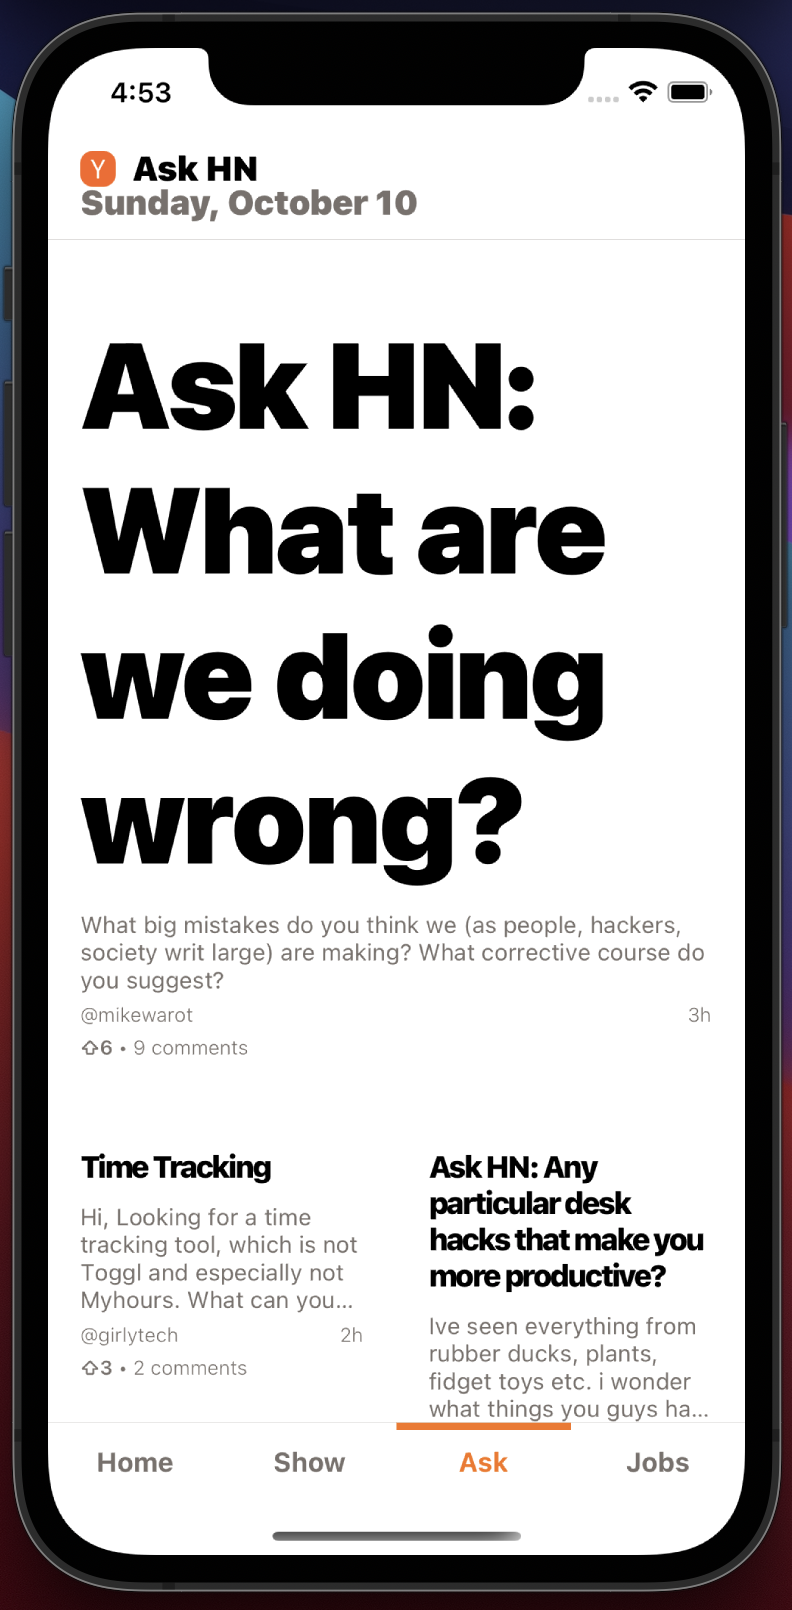 4:53
Y Ask HN
Sunday, October 10
Ask HN:
What are
we doing
wrong?
What big mistakes do you think we (as people, hackers,
society writ large) are making? What corrective course do
you suggest?
@mikewarot 3h
6 • 9 comments
Time Tracking
Hi, Looking for a time
tracking tool, which is not
Toggl and especially not
Myhours. What can you...
@girlytech 2h
3 • 2 comments
Ask HN: Any
particular desk
hacks that make you
more productive?
Ive seen everything from
rubber ducks, plants,
fidget toys etc. i wonder
what things you guys ha...
Home Show Ask Jobs